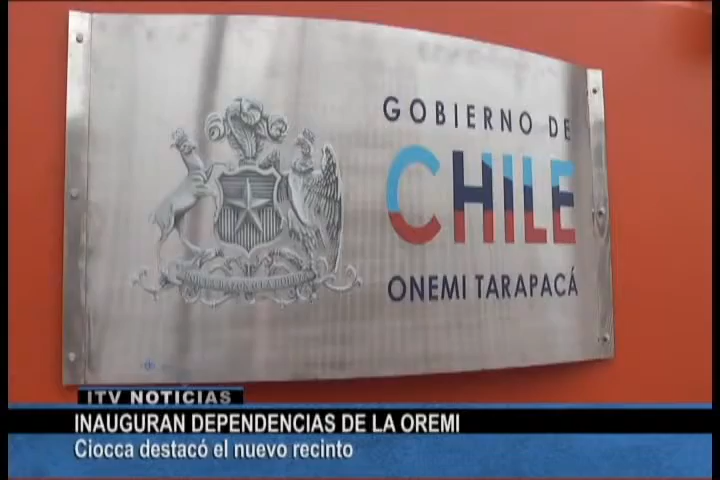 GOBIERNO DE
CHILE
ONEMI TARAPACÁ
ITV NOTICIAS
INAUGURAN DEPENDENCIAS DE LA OREMI
Ciocca destacó el nuevo recinto